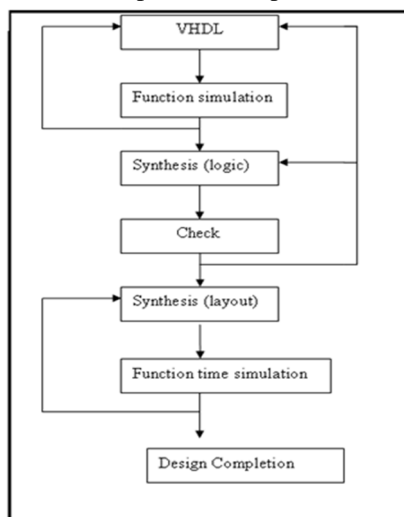 VHDL
Function simulation
Synthesis (logic)
Check
Synthesis (layout)
Function time simulation
Design Completion